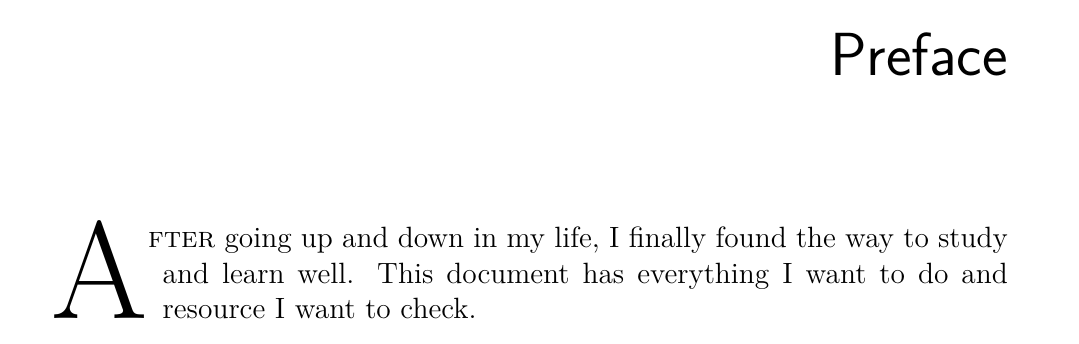 Preface
AFTER going up and down in my life, I finally found the way to study
and learn well. This document has everything I want to do and
resource I want to check.